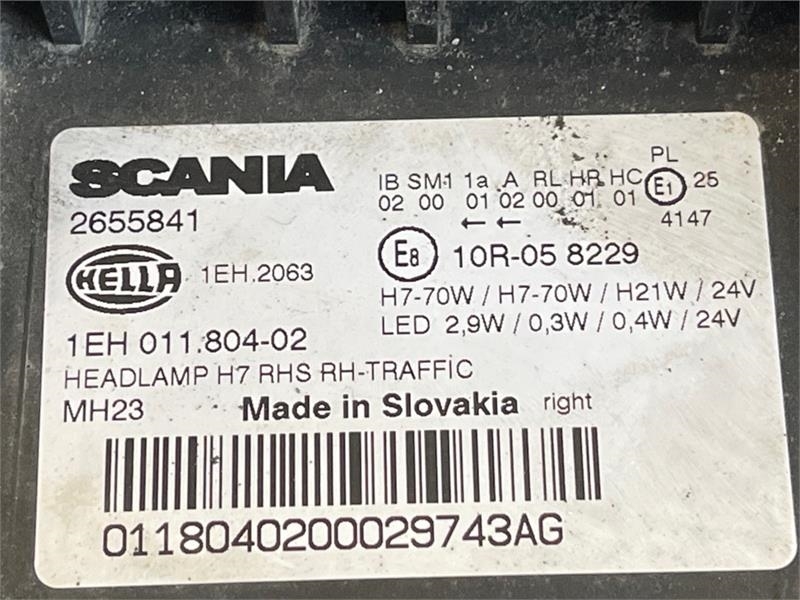 SCANIA
2655841
HELLA 1EH.2063
1EH 011.804-02
HEADLAMP H7 RHS RH-TRAFFIC
MH23 Made in Slovakia right
0118040200029743AG
PL
IB SM1 1a A RL HR HC E1 25
02 00 01 02 00 01 01 4147
← ←
E8 10R-05 8229
H7-70W / H7-70W / H21W / 24V
LED 2,9W / 0,3W / 0,4W / 24V